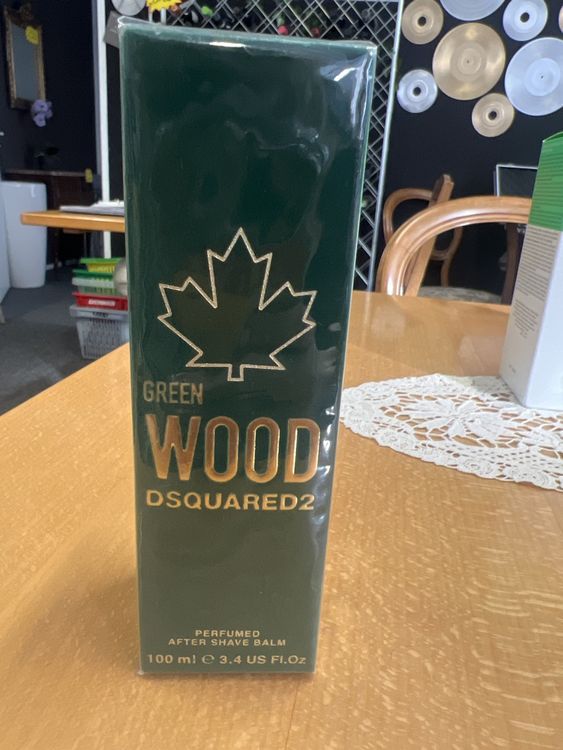 GREEN
WOOD
DSQUARED2
PERFUMED
AFTER SHAVE BALM
100 ml ℮ 3.4 US Fl.Oz